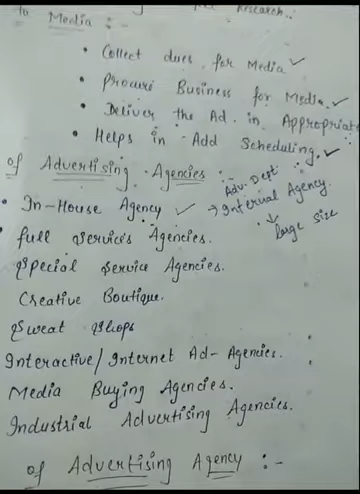 Research.
to Media :
• Collect dues for Media ✓
• Procure Business for Media. ✓
• Deliver the Ad. in Appropriate
• Helps in Add Scheduling. ✓
of Advertising Agencies :-
Adv. Dept.
• In-House Agency ✓ → Internal Agency.
↓ large size
• full services Agencies.
Special Service Agencies.
Creative Boutique.
Sweat Shops
Interactive/Internet Ad- Agencies.
Media Buying Agencies.
Industrial Advertising Agencies.
of Advertising Agency :-